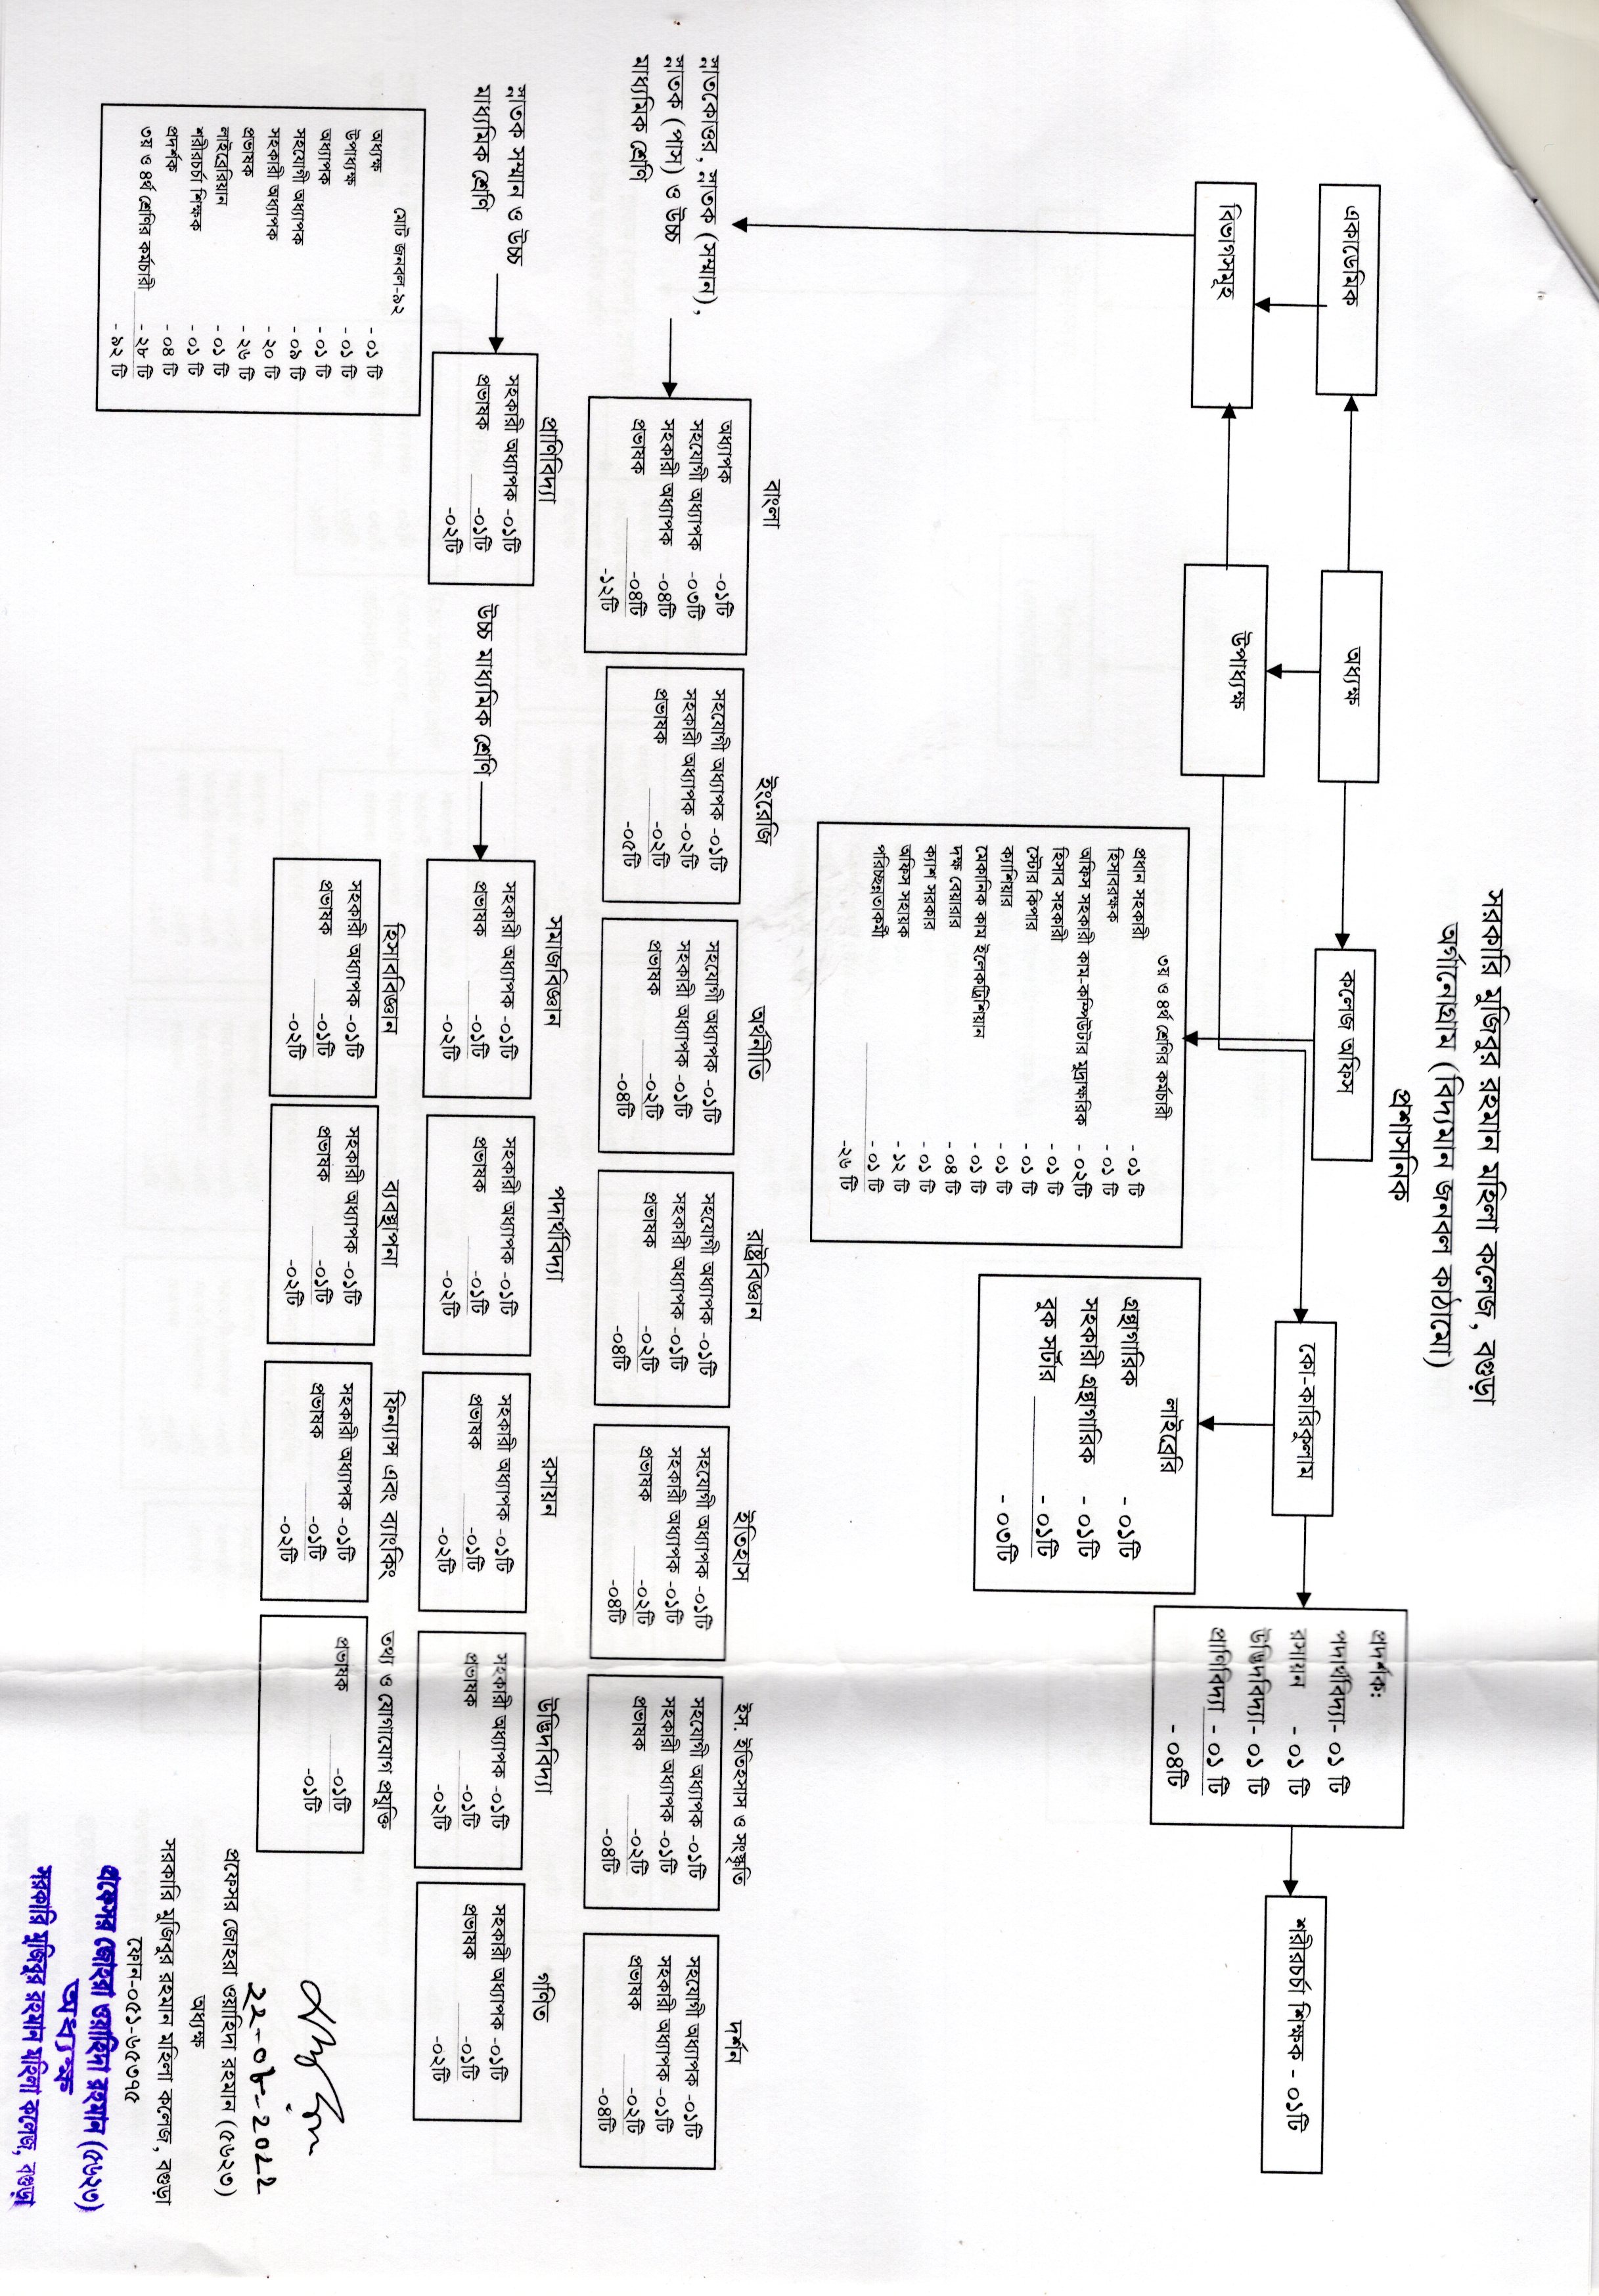 সরকারি মুজিবুর রহমান মহিলা কলেজ, বগুড়া
অর্গানোগ্রাম (বিদ্যমান জনবল কাঠামো)
প্রশাসনিক
একাডেমিক
অধ্যক্ষ
কলেজ অফিস
কো-কারিকুলাম
প্রদর্শক:
পদার্থবিদ্যা- ০১ টি
রসায়ন - ০১ টি
উদ্ভিদবিদ্যা- ০১ টি
প্রাণিবিদ্যা - ০১ টি
- ০৪টি
শরীরচর্চা শিক্ষক - ০১টি
বিভাগসমূহ
উপাধ্যক্ষ
৩য় ও ৪র্থ শ্রেণির কর্মচারী
প্রধান সহকারী - ০১ টি
হিসাবরক্ষক - ০১ টি
অফিস সহকারী কাম-কম্পিউটার মুদ্রাক্ষরিক - ০২টি
হিসাব সহকারী - ০১ টি
স্টোর কিপার - ০১ টি
ক্যাশিয়ার - ০১ টি
মেকানিক কাম ইলেকট্রিশিয়ান - ০১ টি
দক্ষ বেয়ারার - ০৪ টি
ক্যাশ সরকার - ০১ টি
অফিস সহায়ক - ১২ টি
পরিচ্ছন্নতাকর্মী - ০১ টি
-২৬ টি
লাইব্রেরি
গ্রন্থাগারিক - ০১টি
সহকারী গ্রন্থাগারিক - ০১টি
বুক সর্টার - ০১টি
- ০৩টি
স্নাতকোত্তর, স্নাতক (সম্মান),
স্নাতক (পাস) ও উচ্চ
মাধ্যমিক শ্রেণি
বাংলা
অধ্যাপক -০১টি
সহযোগী অধ্যাপক -০৩টি
সহকারী অধ্যাপক -০৪টি
প্রভাষক -০৪টি
-১২টি
ইংরেজি
সহযোগী অধ্যাপক -০১টি
সহকারী অধ্যাপক -০২টি
প্রভাষক -০২টি
-০৫টি
অর্থনীতি
সহযোগী অধ্যাপক -০১টি
সহকারী অধ্যাপক -০১টি
প্রভাষক -০২টি
-০৪টি
রাষ্ট্রবিজ্ঞান
সহযোগী অধ্যাপক -০১টি
সহকারী অধ্যাপক -০১টি
প্রভাষক -০২টি
-০৪টি
ইতিহাস
সহযোগী অধ্যাপক -০১টি
সহকারী অধ্যাপক -০১টি
প্রভাষক -০২টি
-০৪টি
ইস. ইতিহসাস ও সংস্কৃতি
সহযোগী অধ্যাপক -০১টি
সহকারী অধ্যাপক -০১টি
প্রভাষক -০২টি
-০৪টি
দর্শন
সহযোগী অধ্যাপক -০১টি
সহকারী অধ্যাপক -০১টি
প্রভাষক -০২টি
-০৪টি
স্নাতক সম্মান ও উচ্চ
মাধ্যমিক শ্রেণি
প্রাণিবিদ্যা
সহকারী অধ্যাপক -০১টি
প্রভাষক -০১টি
-০২টি
উচ্চ মাধ্যমিক শ্রেণি
সমাজবিজ্ঞান
সহকারী অধ্যাপক -০১টি
প্রভাষক -০১টি
-০২টি
পদার্থবিদ্যা
সহকারী অধ্যাপক -০১টি
প্রভাষক -০১টি
-০২টি
রসায়ন
সহকারী অধ্যাপক -০১টি
প্রভাষক -০১টি
-০২টি
উদ্ভিদবিদ্যা
সহকারী অধ্যাপক -০১টি
প্রভাষক -০১টি
-০২টি
গণিত
সহকারী অধ্যাপক -০১টি
প্রভাষক -০১টি
-০২টি
হিসাববিজ্ঞান
সহকারী অধ্যাপক -০১টি
প্রভাষক -০১টি
-০২টি
ব্যবস্থাপনা
সহকারী অধ্যাপক -০১টি
প্রভাষক -০১টি
-০২টি
ফিন্যান্স এবং ব্যাংকিং
সহকারী অধ্যাপক -০১টি
প্রভাষক -০১টি
-০২টি
তথ্য ও যোগাযোগ প্রযুক্তি
প্রভাষক -০১টি
-০১টি
মোট জনবল-৯২
অধ্যক্ষ - ০১ টি
উপাধ্যক্ষ - ০১ টি
অধ্যাপক - ০১ টি
সহযোগী অধ্যাপক - ০৯ টি
সহকারী অধ্যাপক - ২০ টি
প্রভাষক - ২৬ টি
লাইব্রেরিয়ান - ০১ টি
শরীরচর্চা শিক্ষক - ০১ টি
প্রদর্শক - ০৪ টি
৩য় ও ৪র্থ শ্রেণির কর্মচারী - ২৮ টি
- ৯২ টি
২২-০৮-2022
প্রফেসর জোহরা ওয়াহিদা রহমান (৫৬২৩)
অধ্যক্ষ
সরকারি মুজিবুর রহমান মহিলা কলেজ, বগুড়া
ফোন-০৫১-৬৫৩৭৫
প্রফেসর জোহরা ওয়াহিদা রহমান (৫৬২৩)
অধ্যক্ষ
সরকারি মুজিবুর রহমান মহিলা কলেজ, বগুড়া